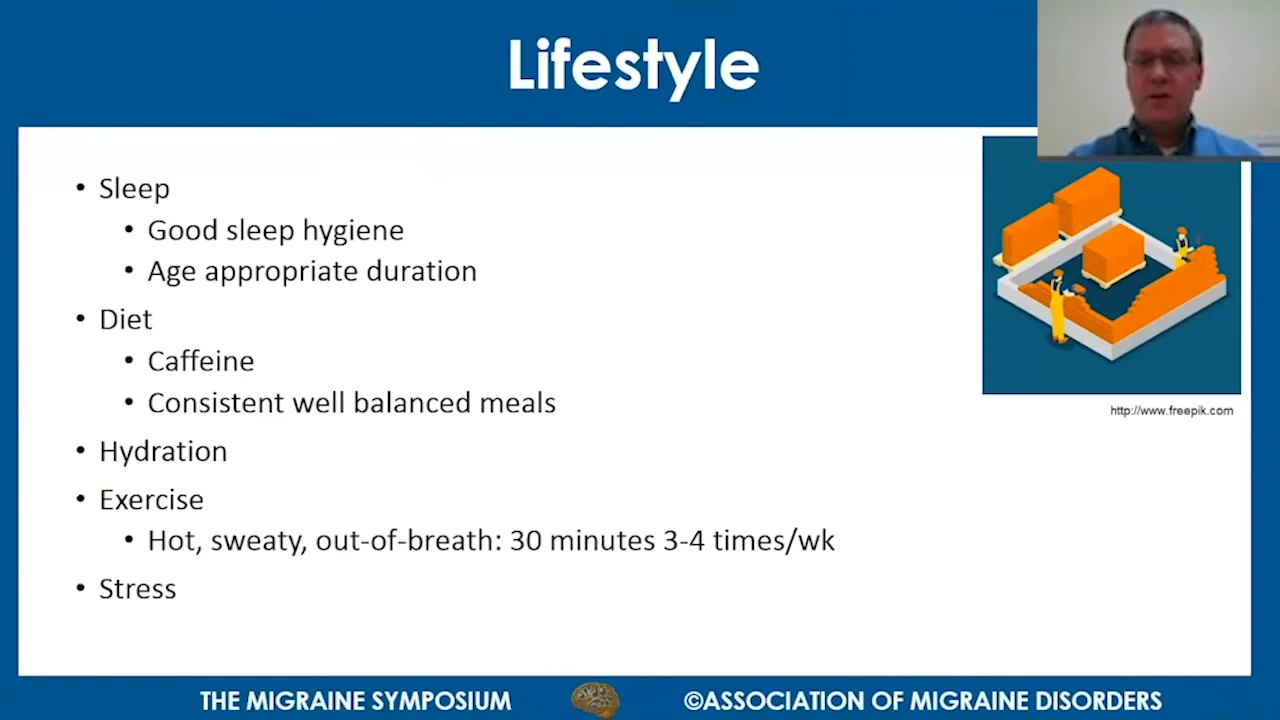 Lifestyle
• Sleep
• Good sleep hygiene
• Age appropriate duration
• Diet
• Caffeine
• Consistent well balanced meals
• Hydration
• Exercise
• Hot, sweaty, out-of-breath: 30 minutes 3-4 times/wk
• Stress
http://www.freepik.com
THE MIGRAINE SYMPOSIUM
©ASSOCIATION OF MIGRAINE DISORDERS